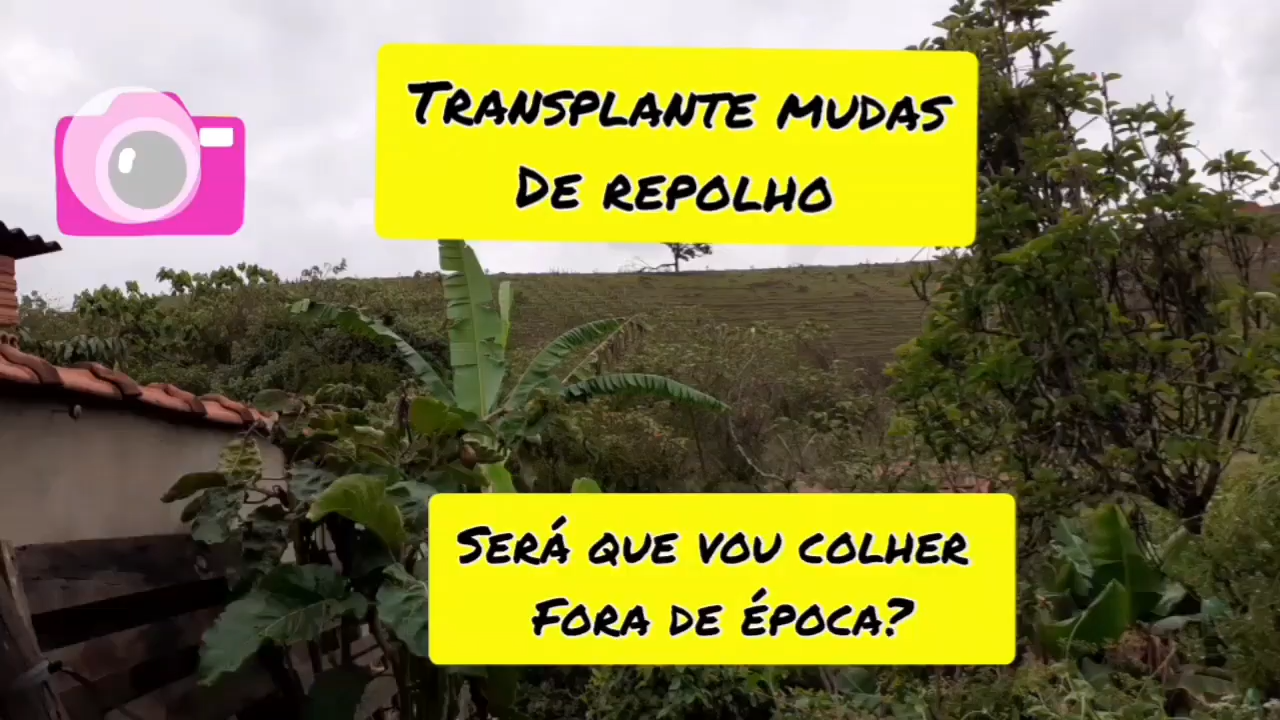 Transplante mudas
de repolho
Será que vou colher
fora de época?